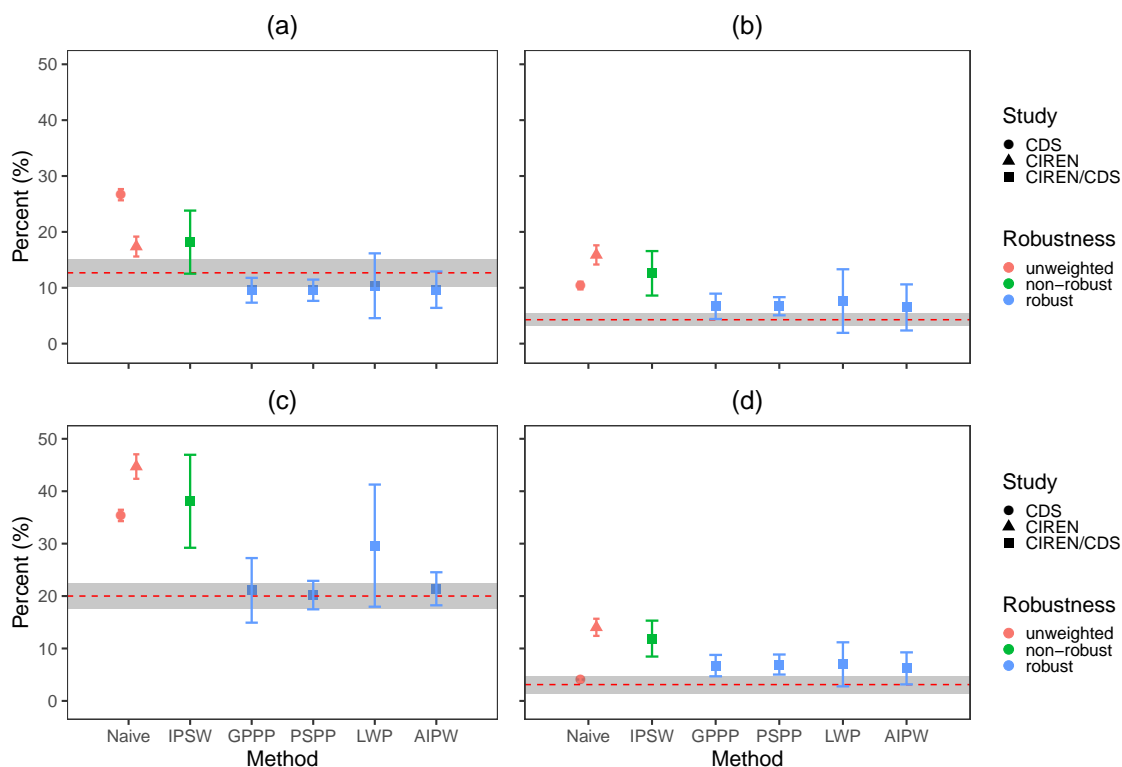 (a)
(b)
Percent (%)
50
40
30
20
10
0
Study
CDS
CIREN
CIREN/CDS
Robustness
unweighted
non−robust
robust
(c)
(d)
Percent (%)
50
40
30
20
10
0
Naive IPSW GPPP PSPP LWP AIPW
Method
Naive IPSW GPPP PSPP LWP AIPW
Method
Study
CDS
CIREN
CIREN/CDS
Robustness
unweighted
non−robust
robust